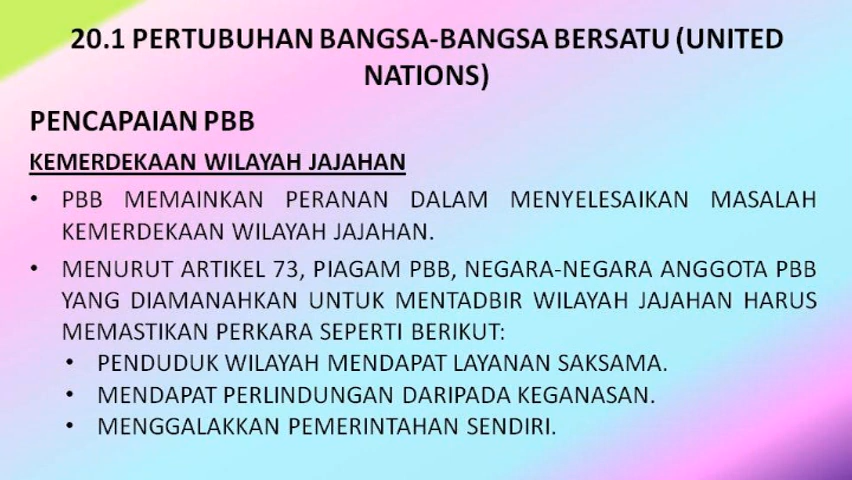 20.1 PERTUBUHAN BANGSA-BANGSA BERSATU (UNITED
NATIONS)
PENCAPAIAN PBB
KEMERDEKAAN WILAYAH JAJAHAN
• PBB MEMAINKAN PERANAN DALAM MENYELESAIKAN MASALAH
KEMERDEKAAN WILAYAH JAJAHAN.
• MENURUT ARTIKEL 73, PIAGAM PBB, NEGARA-NEGARA ANGGOTA PBB
YANG DIAMANAHKAN UNTUK MENTADBIR WILAYAH JAJAHAN HARUS
MEMASTIKAN PERKARA SEPERTI BERIKUT:
• PENDUDUK WILAYAH MENDAPAT LAYANAN SAKSAMA.
• MENDAPAT PERLINDUNGAN DARIPADA KEGANASAN.
• MENGGALAKKAN PEMERINTAHAN SENDIRI.